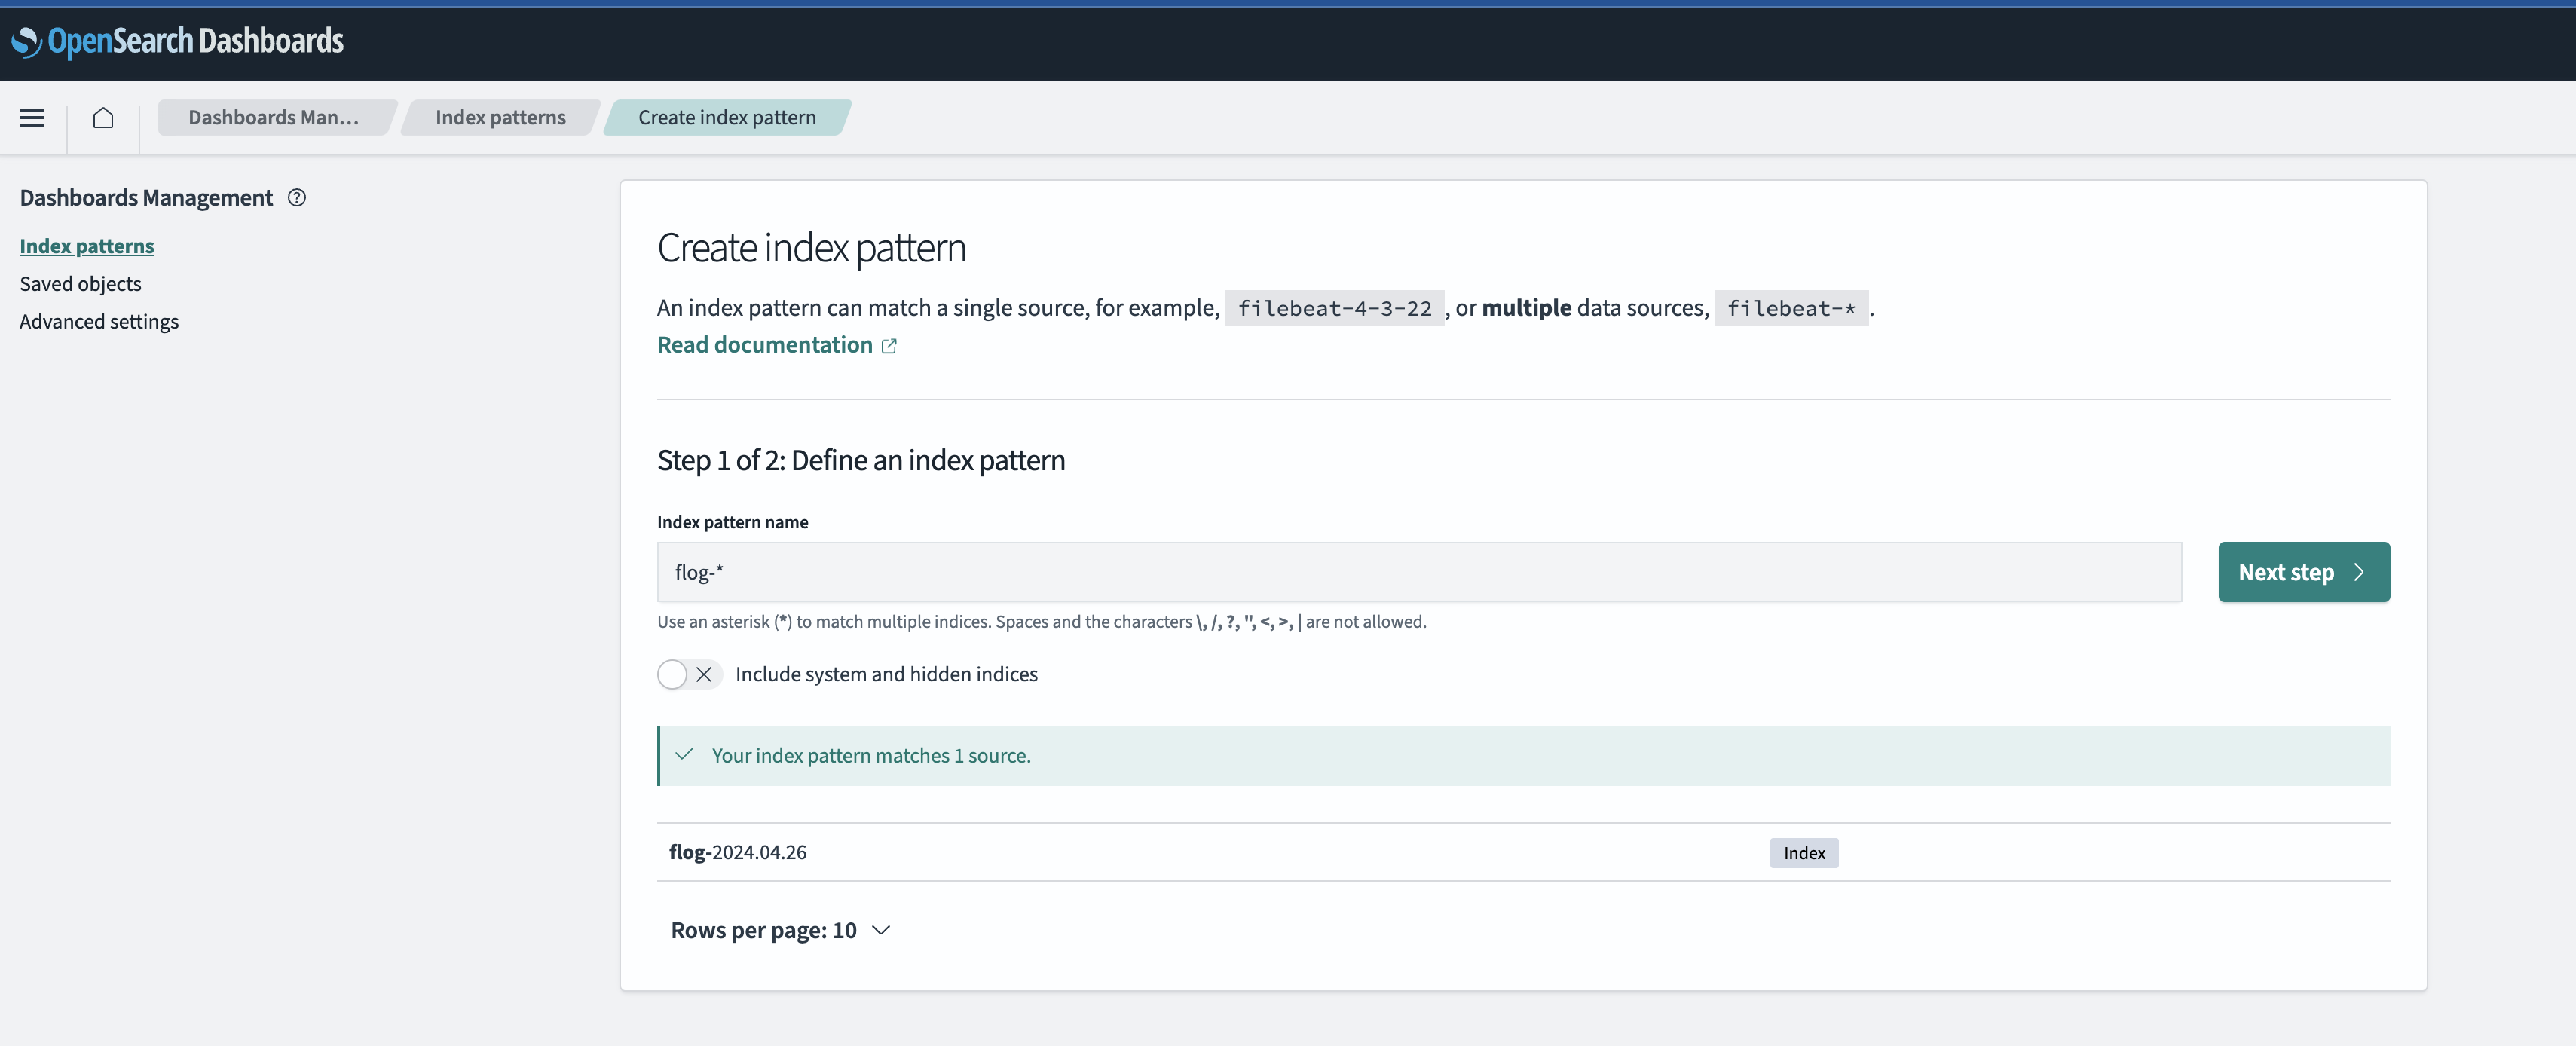 OpenSearch Dashboards
Dashboards Man…
Index patterns
Create index pattern
Dashboards Management
Index patterns
Saved objects
Advanced settings
Create index pattern
An index pattern can match a single source, for example, filebeat-4-3-22 , or multiple data sources, filebeat-* .
Read documentation
Step 1 of 2: Define an index pattern
Index pattern name
flog-*
Next step
Use an asterisk (*) to match multiple indices. Spaces and the characters \, /, ?, ", <, >, | are not allowed.
Include system and hidden indices
Your index pattern matches 1 source.
flog-2024.04.26
Index
Rows per page: 10